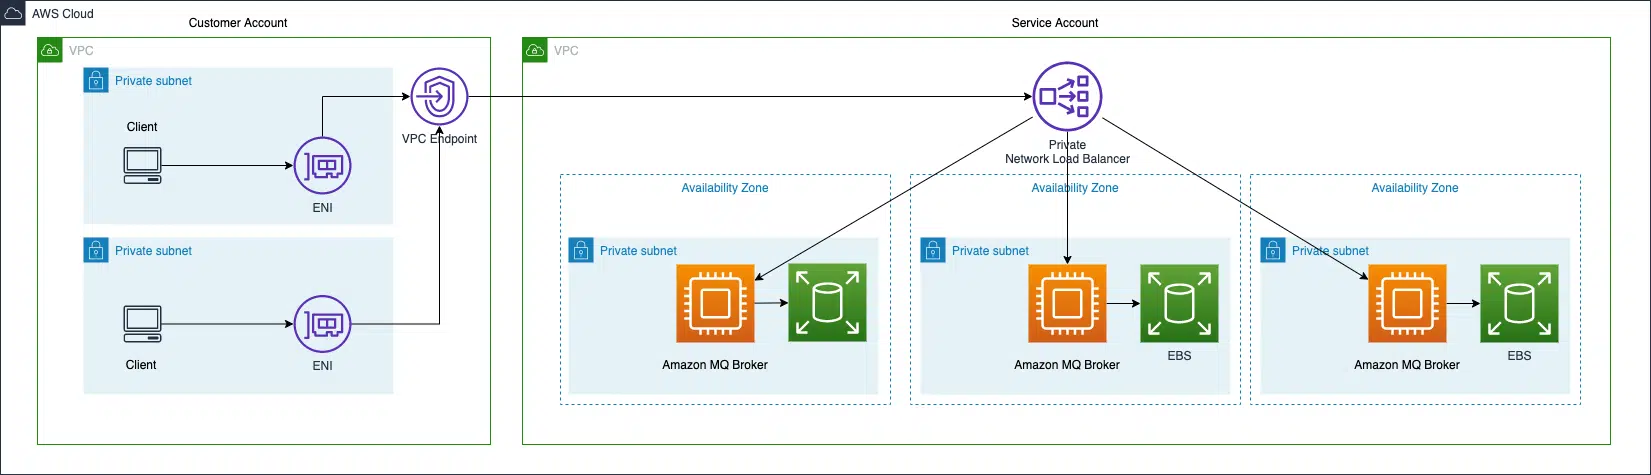 AWS Cloud
Customer Account
Service Account
VPC
Private subnet
Client
ENI
VPC Endpoint
Private subnet
Client
ENI
VPC
Private
Network Load Balancer
Availability Zone
Private subnet
Amazon MQ Broker
Availability Zone
Private subnet
Amazon MQ Broker
EBS
Availability Zone
Private subnet
Amazon MQ Broker
EBS